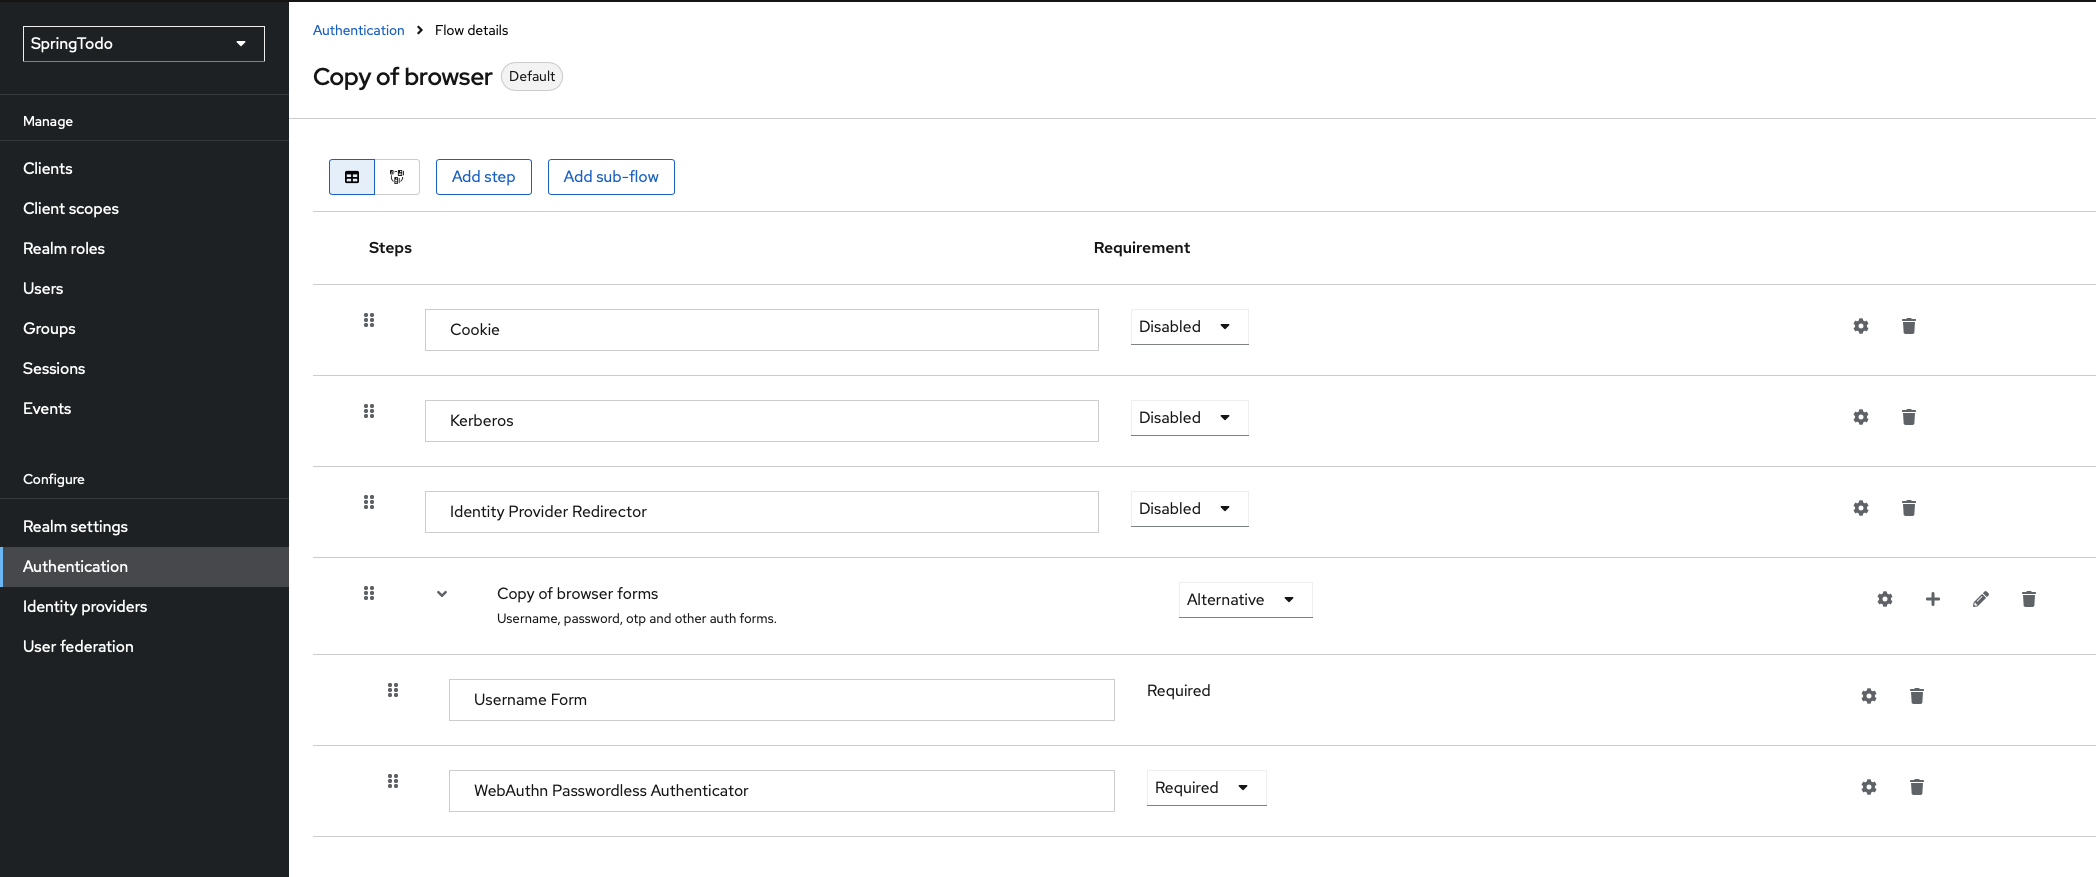 SpringTodo
Manage
Clients
Client scopes
Realm roles
Users
Groups
Sessions
Events
Configure
Realm settings
Authentication
Identity providers
User federation
Authentication > Flow details
Copy of browser Default
Add step Add sub-flow
Steps Requirement
Cookie Disabled
Kerberos Disabled
Identity Provider Redirector Disabled
Copy of browser forms Alternative
Username, password, otp and other auth forms.
Username Form Required
WebAuthn Passwordless Authenticator Required